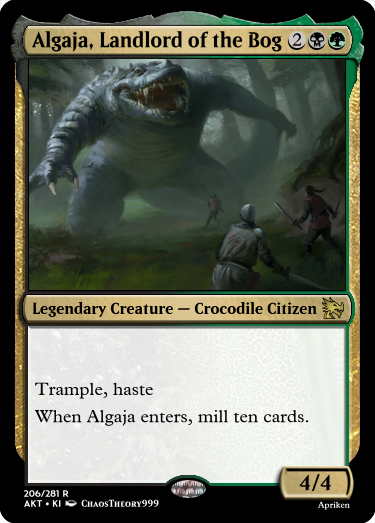 Algaja, Landlord of the Bog 2
Legendary Creature — Crocodile Citizen
Trample, haste
When Algaja enters, mill ten cards.
4/4
206/281 R
AKT • KI ChaosTheory999
Apriken